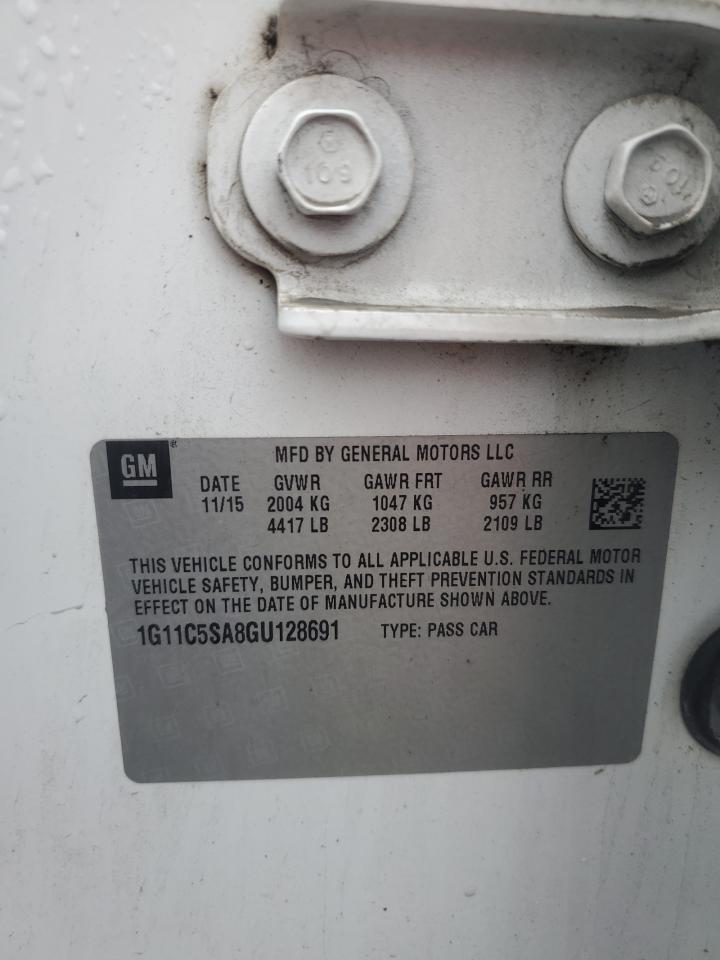 109
109
GM
MFD BY GENERAL MOTORS LLC
DATE GVWR GAWR FRT GAWR RR
11/15 2004 KG 1047 KG 957 KG
4417 LB 2308 LB 2109 LB
THIS VEHICLE CONFORMS TO ALL APPLICABLE U.S. FEDERAL MOTOR
VEHICLE SAFETY, BUMPER, AND THEFT PREVENTION STANDARDS IN
EFFECT ON THE DATE OF MANUFACTURE SHOWN ABOVE.
1G11C5SA8GU128691 TYPE: PASS CAR